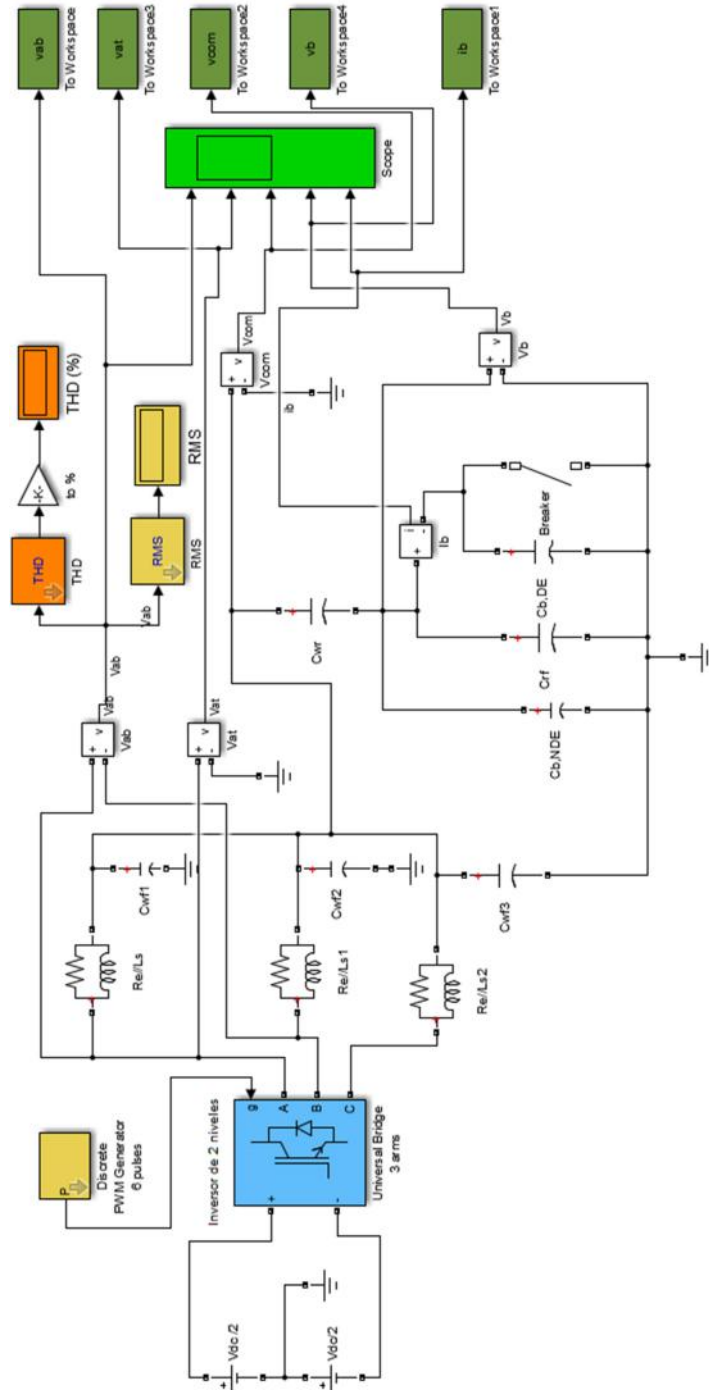 vab
To Workspace
vat
To Workspace3
vcom
To Workspace2
vb
To Workspace4
ib
To Workspace1
Scope
THD (%)
-K-
to %
THD
THD
RMS
RMS
RMS
Vab
Vab
Vab
+
-
v
Vab
+
-
v
Vat
Vcom
+
-
v
Vcom
ib
Vb
+
-
v
Vb
+
-
i
Ib
Breaker
+
Cb,DE
+
Crf
+
Cb,NDE
+
Cwr
+
Cwf1
+
Cwf2
+
Cwf3
Re//Ls
Re//Ls1
Re//Ls2
P
Discrete
PWM Generator
6 pulses
Inversor de 2 niveles
g
A
B
C
+
-
Universal Bridge
3 arms
+
Vdc/2
+
Vdc/2